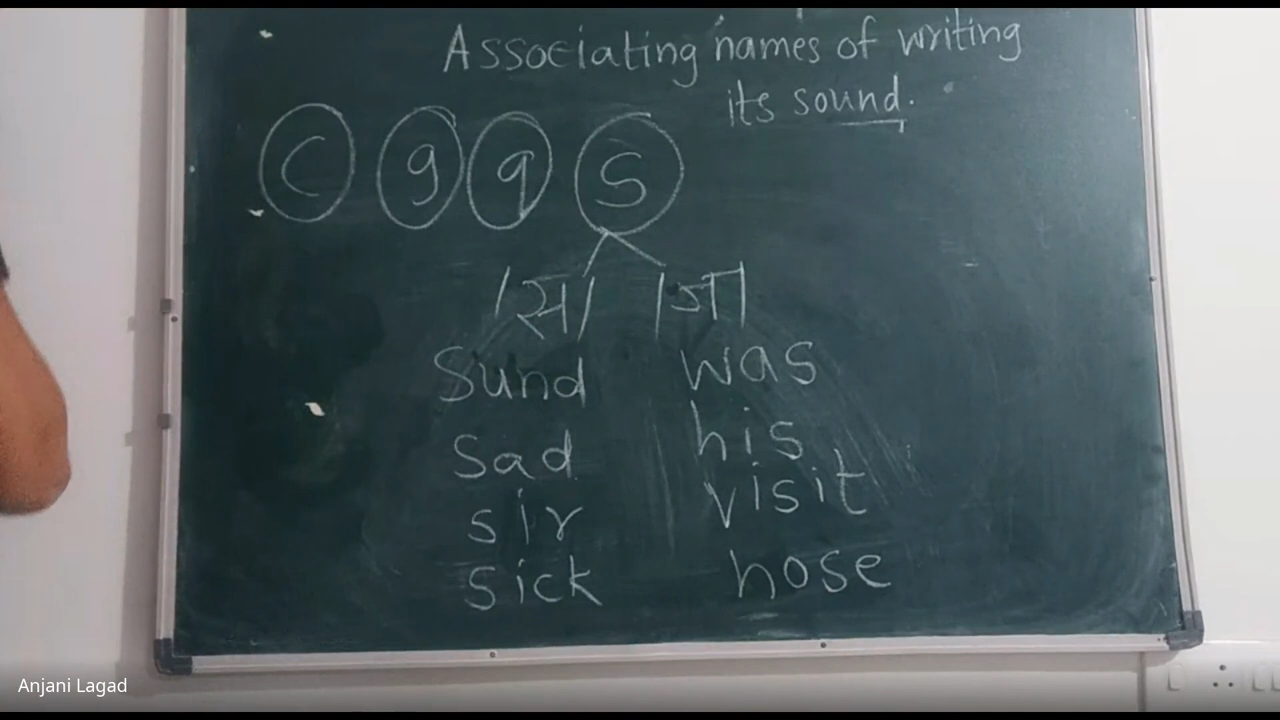 Associating names of writing
its sound.
c g q s
/स/ /ज/
Sund was
Sad his
sir visit
Sick hose
Anjani Lagad